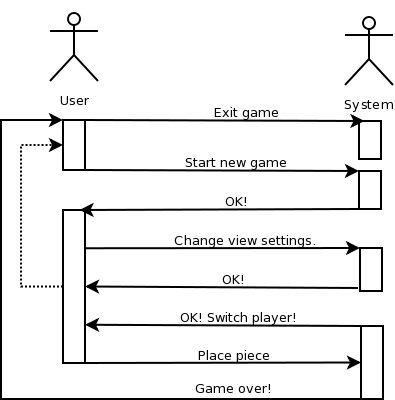 User
System
Exit game
Start new game
OK!
Change view settings.
OK!
OK! Switch player!
Place piece
Game over!